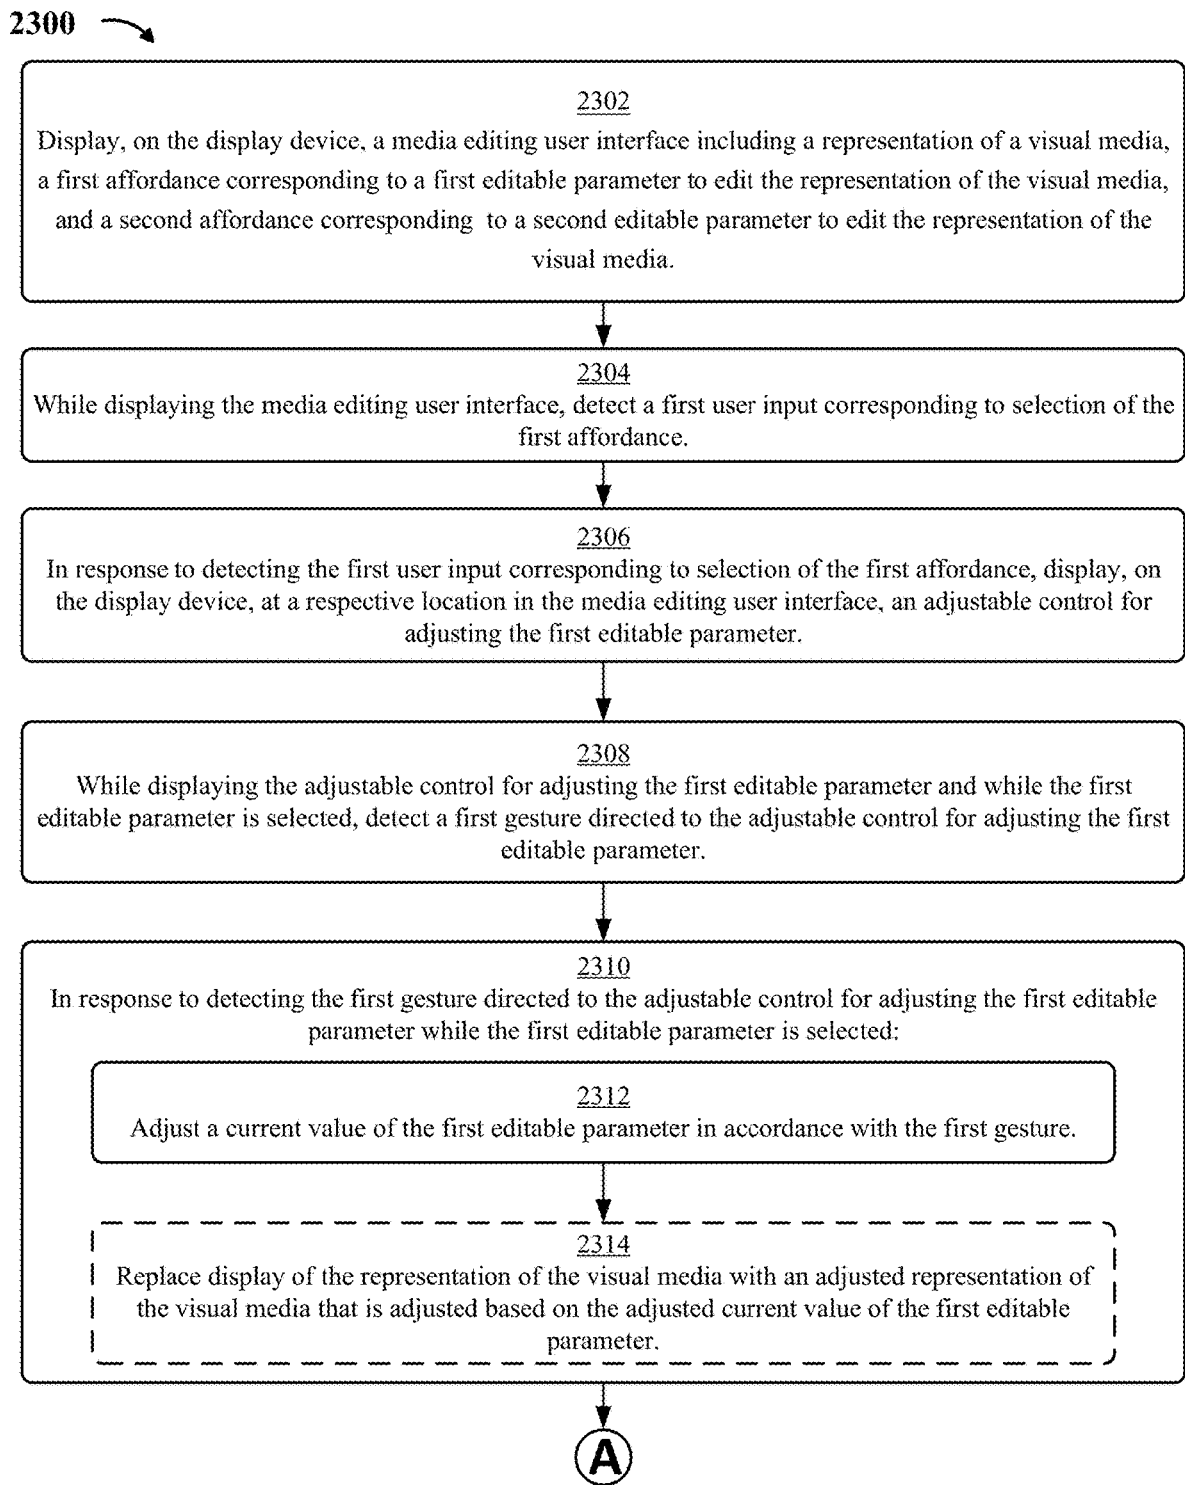 2300
2302
Display, on the display device, a media editing user interface including a representation of a visual media,
a first affordance corresponding to a first editable parameter to edit the representation of the visual media,
and a second affordance corresponding to a second editable parameter to edit the representation of the
visual media.
2304
While displaying the media editing user interface, detect a first user input corresponding to selection of the
first affordance.
2306
In response to detecting the first user input corresponding to selection of the first affordance, display, on
the display device, at a respective location in the media editing user interface, an adjustable control for
adjusting the first editable parameter.
2308
While displaying the adjustable control for adjusting the first editable parameter and while the first
editable parameter is selected, detect a first gesture directed to the adjustable control for adjusting the first
editable parameter.
2310
In response to detecting the first gesture directed to the adjustable control for adjusting the first editable
parameter while the first editable parameter is selected:
2312
Adjust a current value of the first editable parameter in accordance with the first gesture.
2314
Replace display of the representation of the visual media with an adjusted representation of
the visual media that is adjusted based on the adjusted current value of the first editable
parameter.
A